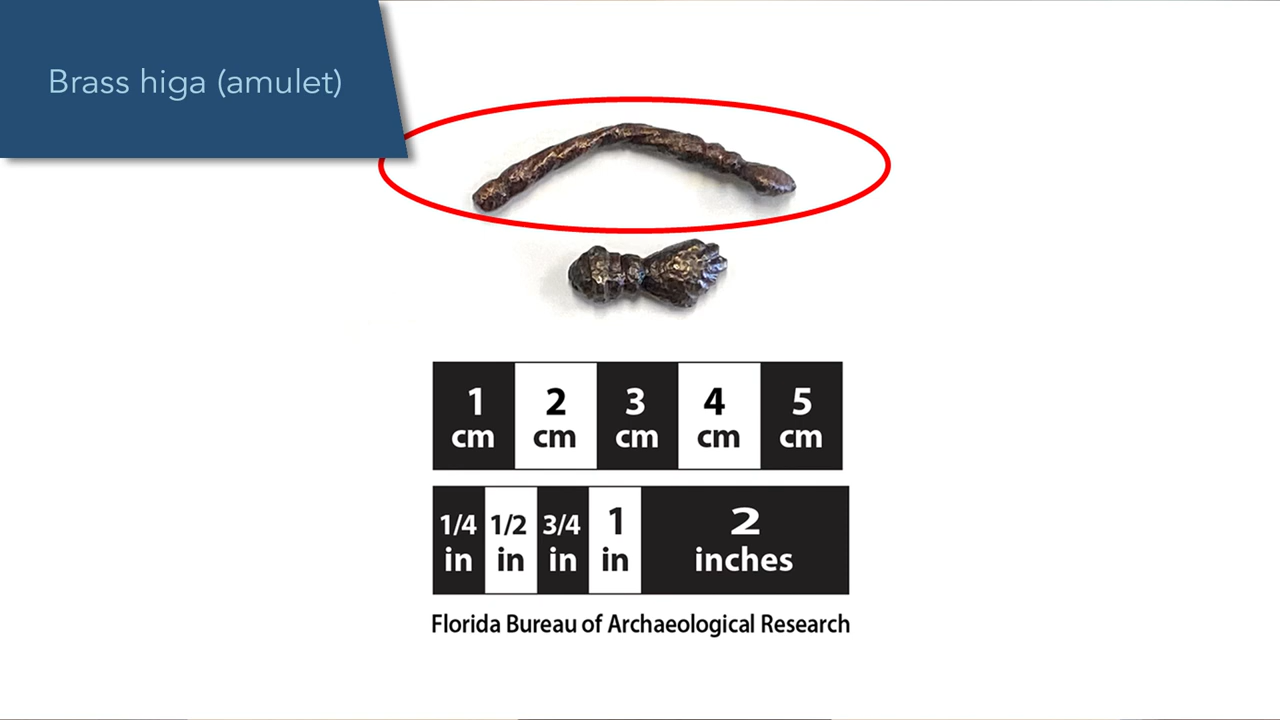 Brass higa (amulet)
1 cm
2 cm
3 cm
4 cm
5 cm
1/4 in
1/2 in
3/4 in
1 in
2 inches
Florida Bureau of Archaeological Research